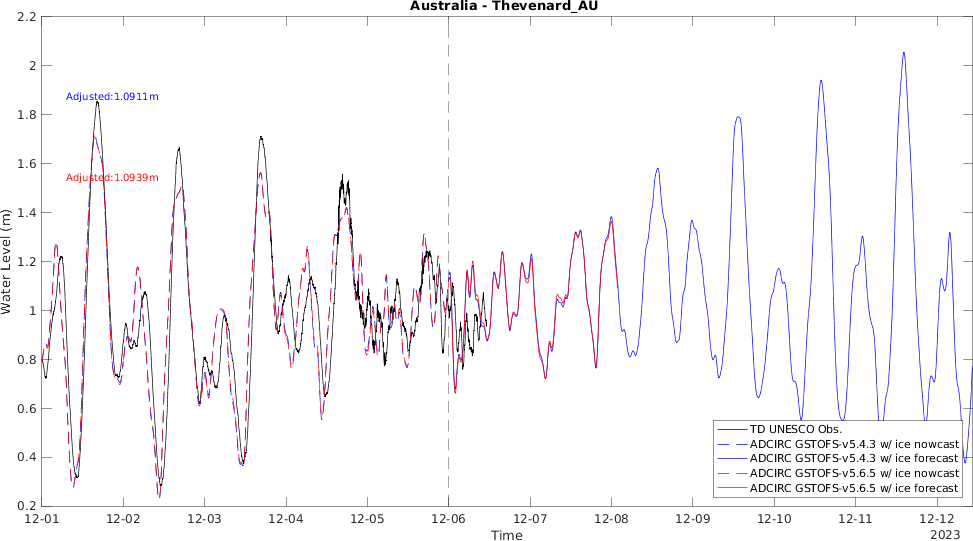 Australia - Thevenard_AU
2.2
2
1.8
1.6
1.4
1.2
1
0.8
0.6
0.4
0.2
Water Level (m)
Adjusted:1.0911m
Adjusted:1.0939m
TD UNESCO Obs.
ADCIRC GSTOFS-v5.4.3 w/ ice nowcast
ADCIRC GSTOFS-v5.4.3 w/ ice forecast
ADCIRC GSTOFS-v5.6.5 w/ ice nowcast
ADCIRC GSTOFS-v5.6.5 w/ ice forecast
12-01 12-02 12-03 12-04 12-05 12-06 12-07 12-08 12-09 12-10 12-11 12-12
2023
Time